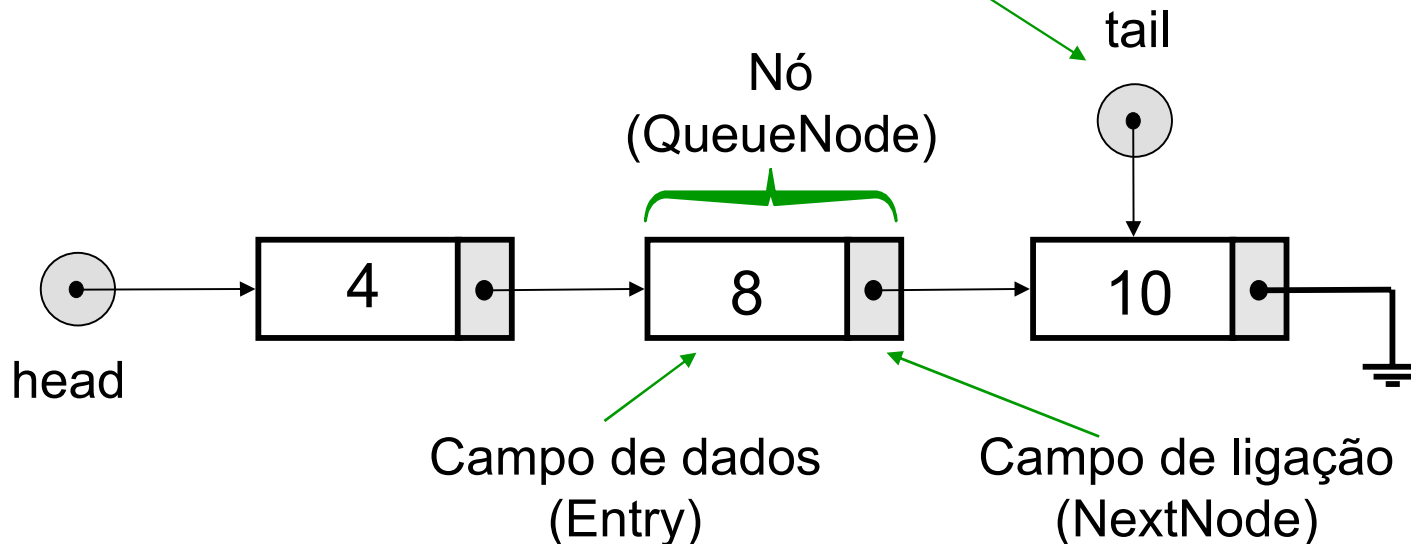 tail
Nó
(QueueNode)
4
8
10
head
Campo de dados
(Entry)
Campo de ligação
(NextNode)